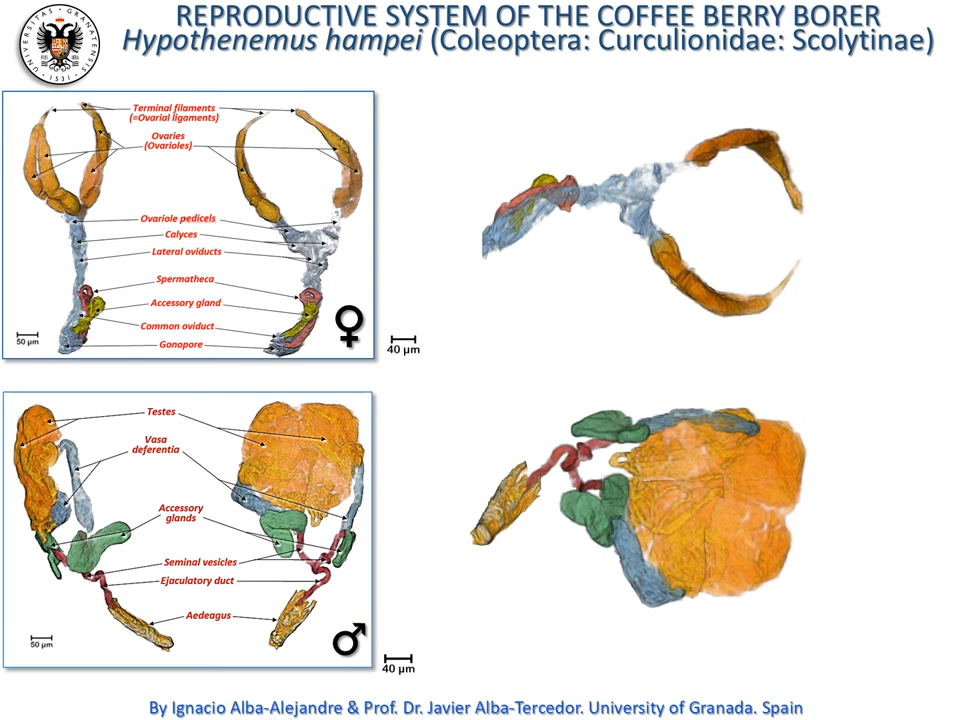 REPRODUCTIVE SYSTEM OF THE COFFEE BERRY BORER
Hypothenemus hampei (Coleoptera: Curculionidae: Scolytinae)
UNIVERSITAS GRANATENSIS 1531
Terminal filaments
(=Ovarial ligaments)
Ovaries
(Ovarioles)
Ovariole pedicels
Calyces
Lateral oviducts
Spermatheca
Accessory gland
Common oviduct
Gonopore
50 µm
♀
40 µm
Testes
Vasa
deferentia
Accessory
glands
Seminal vesicles
Ejaculatory duct
Aedeagus
50 µm
♂
40 µm
By Ignacio Alba-Alejandre & Prof. Dr. Javier Alba-Tercedor. University of Granada. Spain